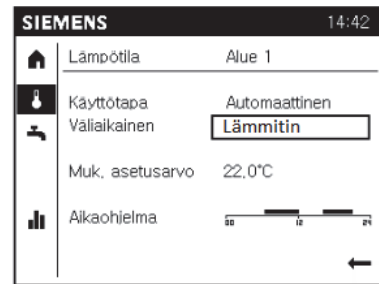 SIEMENS 14:42
Lämpötila Alue 1
Käyttötapa Automaattinen
Väliaikainen Lämmitin
Muk. asetusarvo 22,0°C
Aikaohjelma
00 12 24